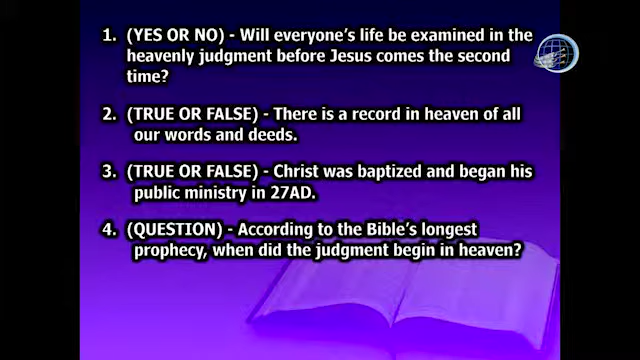 1. (YES OR NO) - Will everyone's life be examined in the
heavenly judgment before Jesus comes the second
time?
2. (TRUE OR FALSE) - There is a record in heaven of all
our words and deeds.
3. (TRUE OR FALSE) - Christ was baptized and began his
public ministry in 27AD.
4. (QUESTION) - According to the Bible's longest
prophecy, when did the judgment begin in heaven?